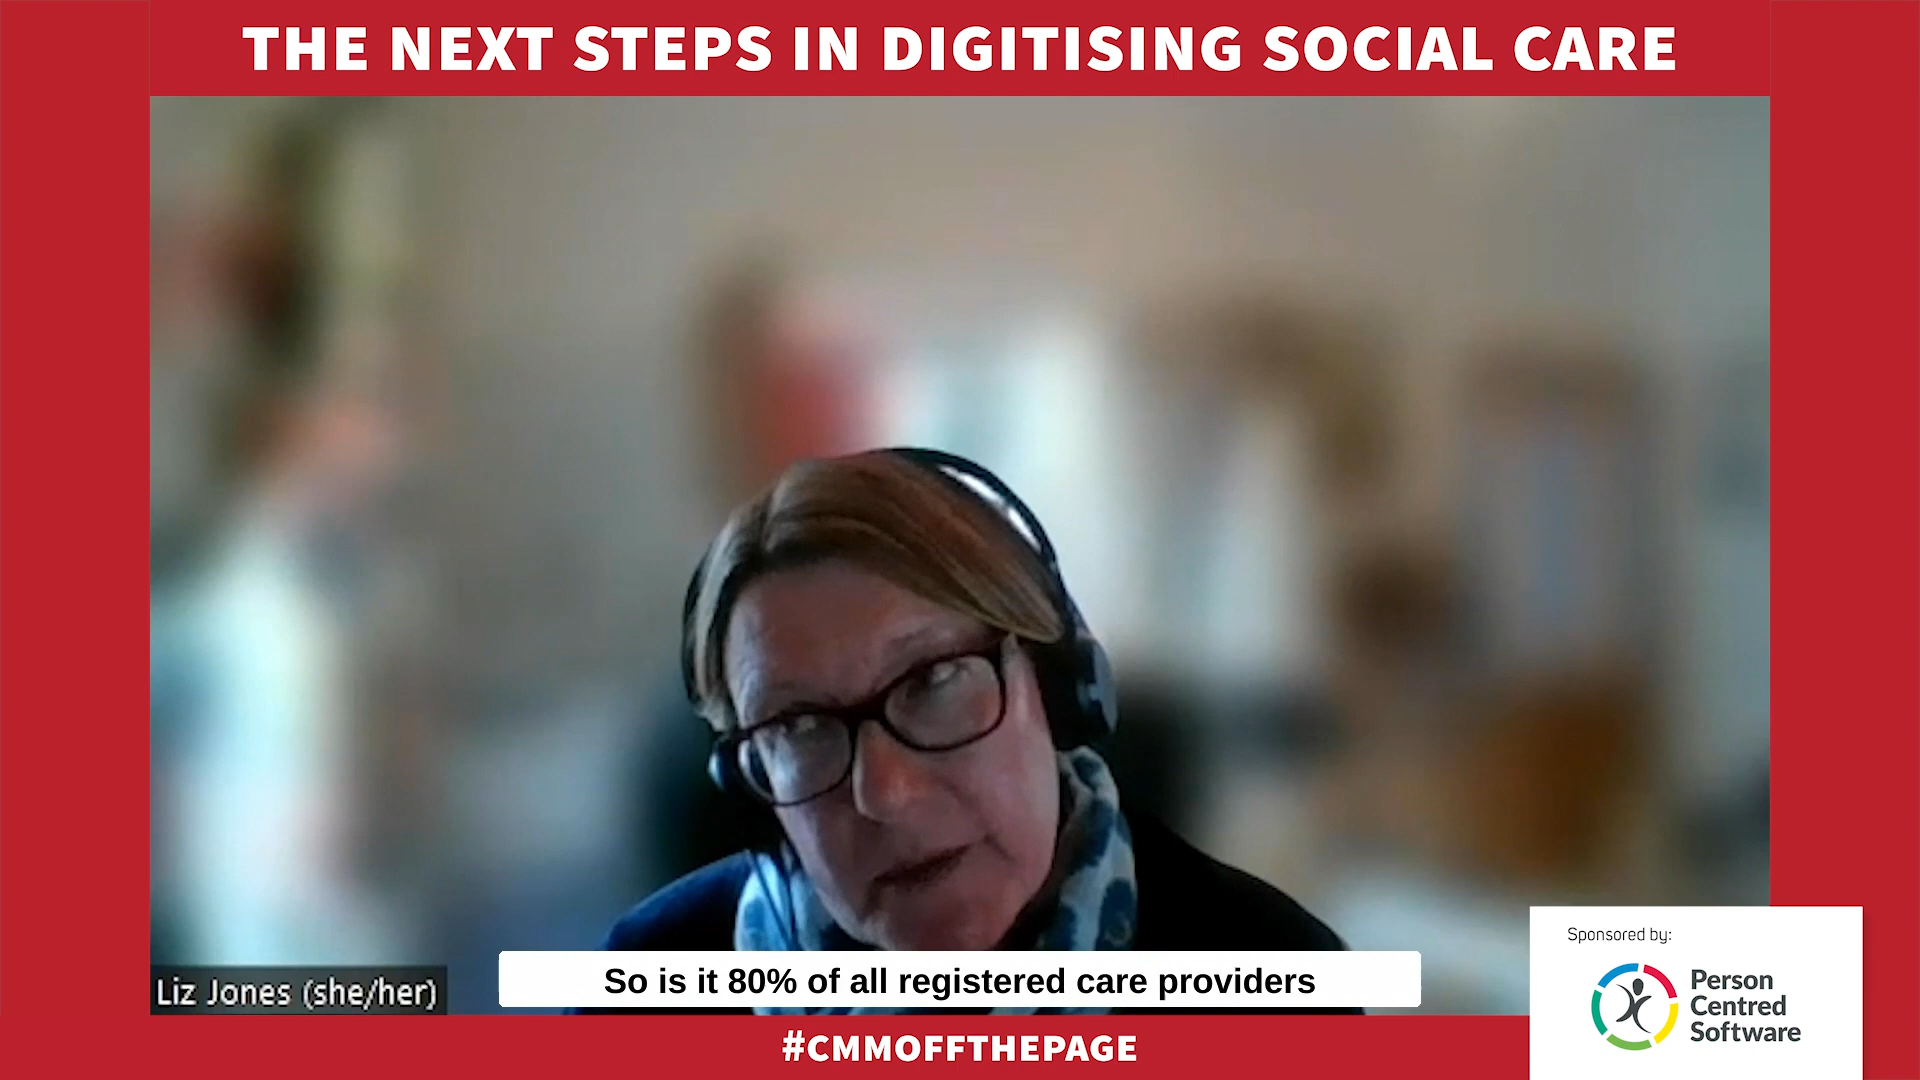 THE NEXT STEPS IN DIGITISING SOCIAL CARE
Liz Jones (she/her)
So is it 80% of all registered care providers
#CMMOFFTHEPAGE
Sponsored by:
Person
Centred
Software